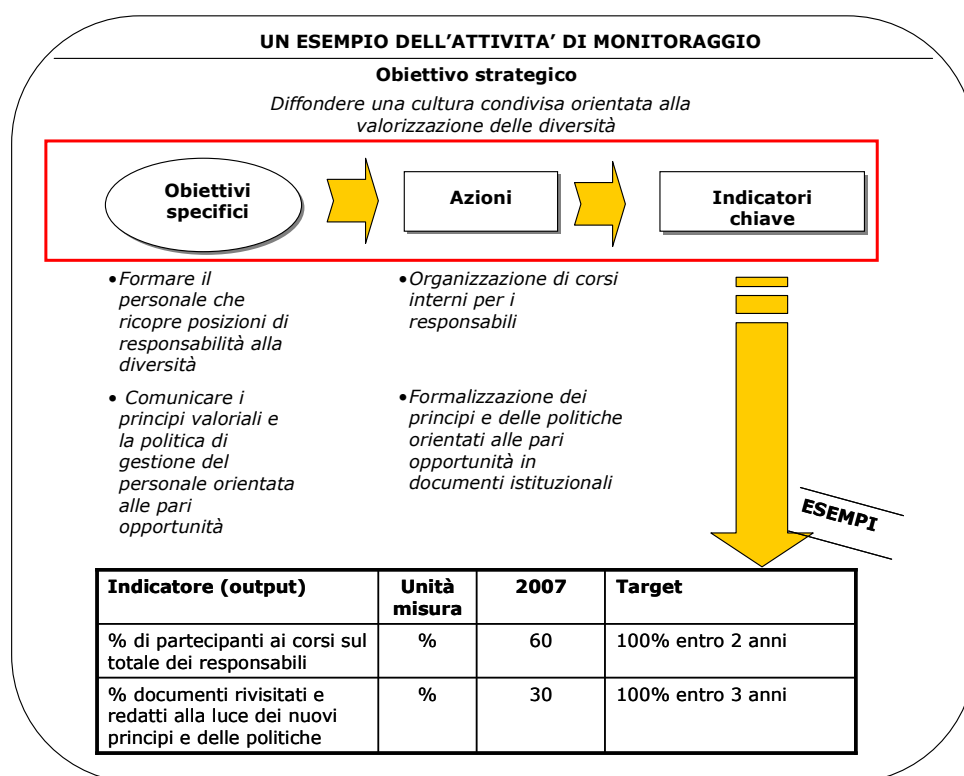 UN ESEMPIO DELL'ATTIVITA' DI MONITORAGGIO
Obiettivo strategico
Diffondere una cultura condivisa orientata alla
valorizzazione delle diversità
Obiettivi
specifici
Azioni
Indicatori
chiave
•Formare il
personale che
ricopre posizioni di
responsabilità alla
diversità
• Comunicare i
principi valoriali e
la politica di
gestione del
personale orientata
alle pari
opportunità
•Organizzazione di corsi
interni per i
responsabili
•Formalizzazione dei
principi e delle politiche
orientati alle pari
opportunità in
documenti istituzionali
ESEMPI
Indicatore (output)
Unità
misura
2007
Target
% di partecipanti ai corsi sul
totale dei responsabili
%
60
100% entro 2 anni
% documenti rivisitati e
redatti alla luce dei nuovi
principi e delle politiche
%
30
100% entro 3 anni